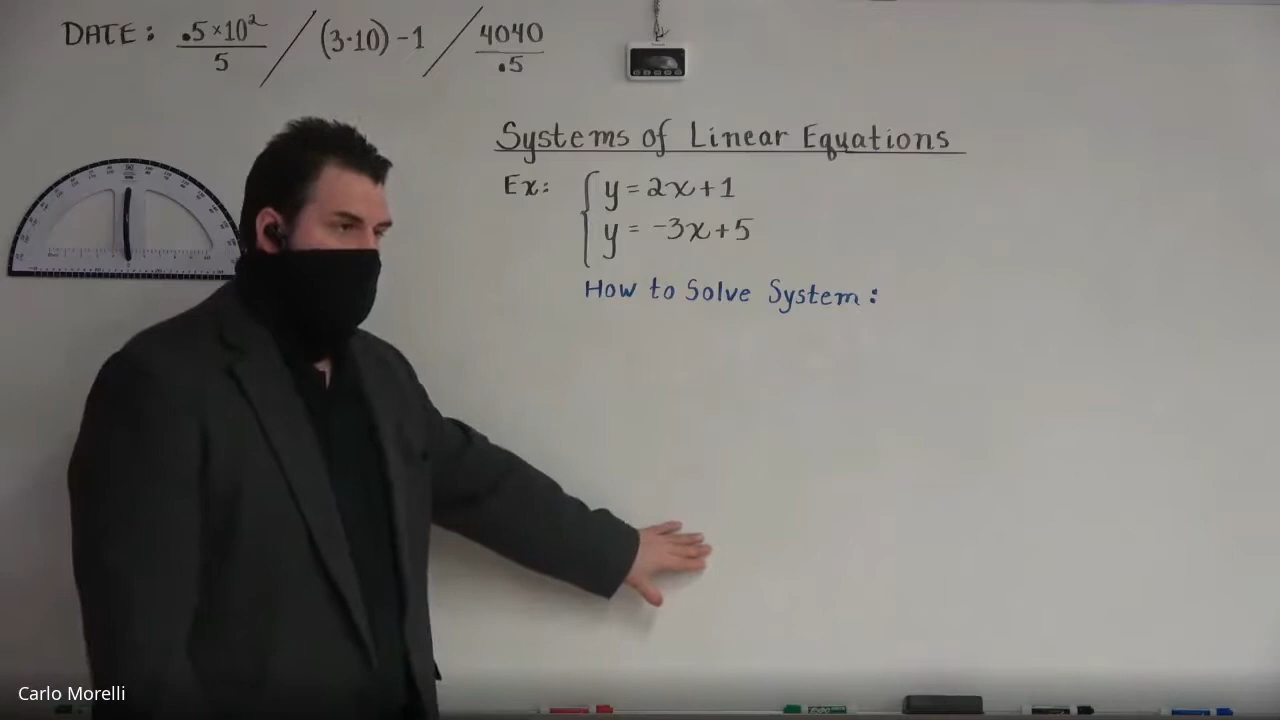 DATE: .5×10² / 5 / (3·10)-1 / 4040 / .5
Systems of Linear Equations
Ex: { y = 2x+1
y = -3x+5
How to Solve System:
Carlo Morelli